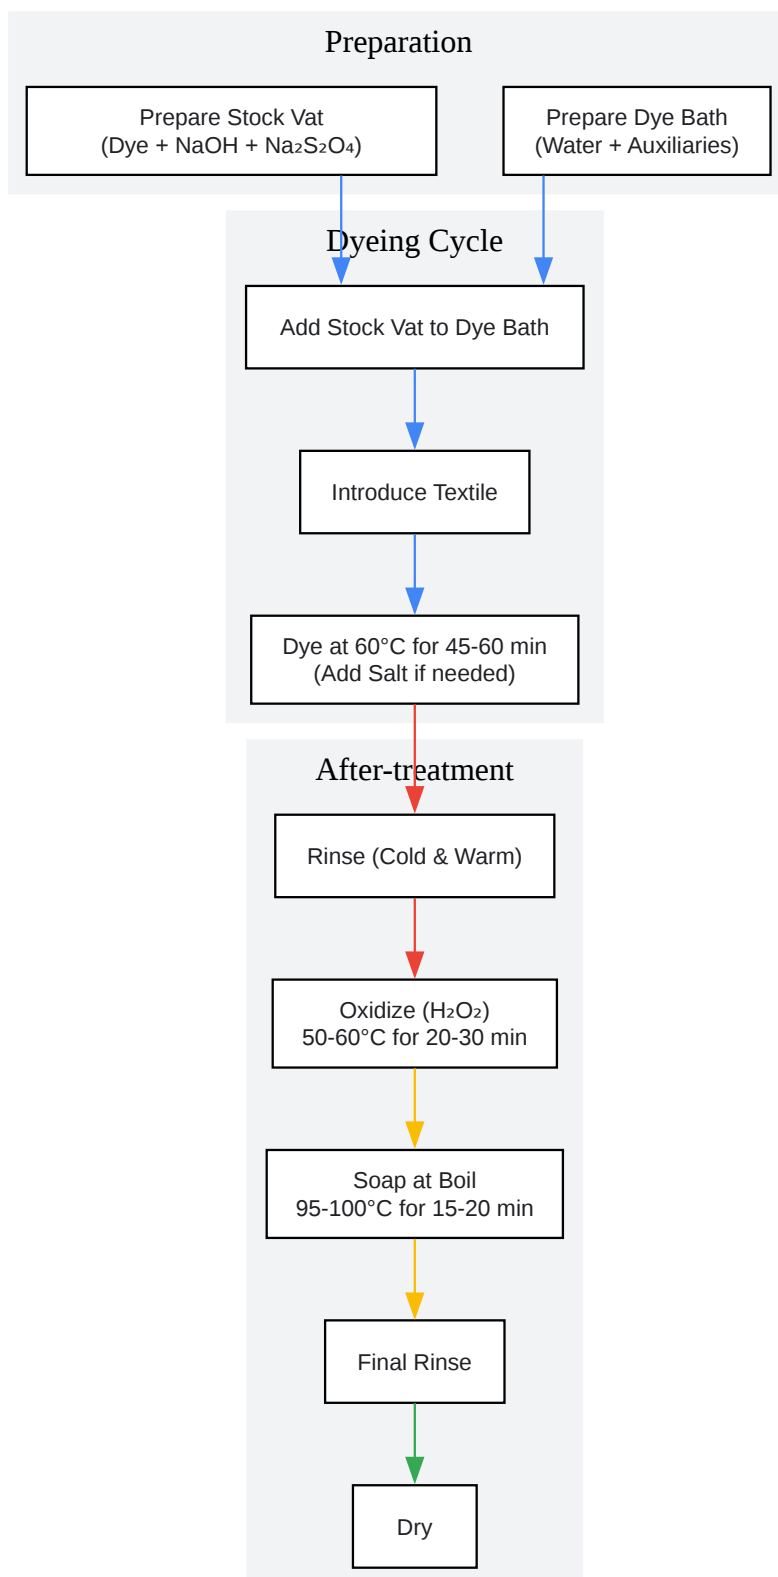 Preparation
Prepare Stock Vat
(Dye + NaOH + Na₂S₂O₄)
Prepare Dye Bath
(Water + Auxiliaries)
Dyeing Cycle
Add Stock Vat to Dye Bath
Introduce Textile
Dye at 60°C for 45-60 min
(Add Salt if needed)
After-treatment
Rinse (Cold & Warm)
Oxidize (H₂O₂)
50-60°C for 20-30 min
Soap at Boil
95-100°C for 15-20 min
Final Rinse
Dry